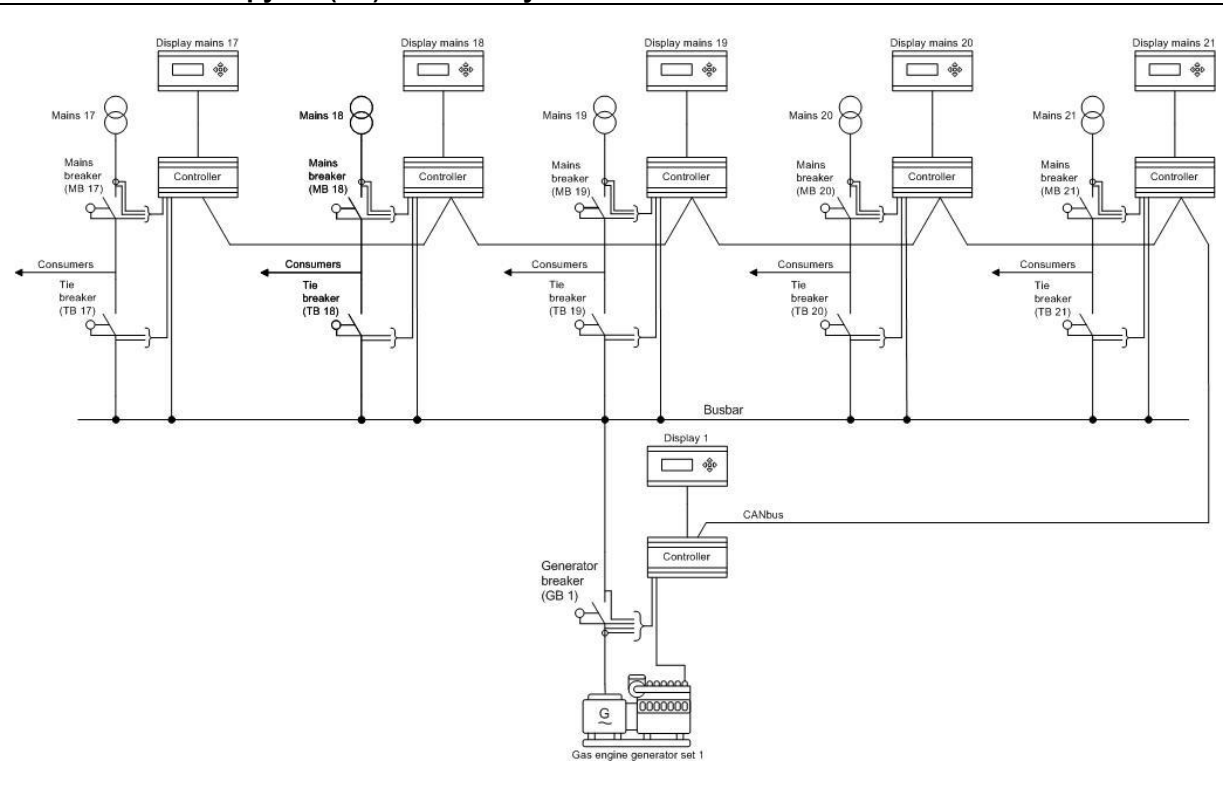 Display mains 17
Display mains 18
Display mains 19
Display mains 20
Display mains 21
Mains 17
Mains 18
Mains 19
Mains 20
Mains 21
Mains
breaker
(MB 17)
Controller
Mains
breaker
(MB 18)
Controller
Mains
breaker
(MB 19)
Controller
Mains
breaker
(MB 20)
Controller
Mains
breaker
(MB 21)
Controller
Consumers
Tie
breaker
(TB 17)
Consumers
Tie
breaker
(TB 18)
Consumers
Tie
breaker
(TB 19)
Consumers
Tie
breaker
(TB 20)
Consumers
Tie
breaker
(TB 21)
Busbar
Display 1
CANbus
Controller
Generator
breaker
(GB 1)
G
Gas engine generator set 1